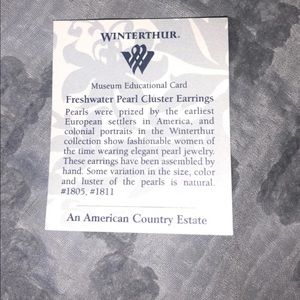 WINTERTHUR.
Museum Educational Card
Freshwater Pearl Cluster Earrings
Pearls were prized by the earliest
European settlers in America, and
colonial portraits in the Winterthur
collection show fashionable women of
the time wearing elegant pearl jewelry.
These earrings have been assembled by
hand. Some variation in the size, color
and luster of the pearls is natural.
#1805, #1811
An American Country Estate